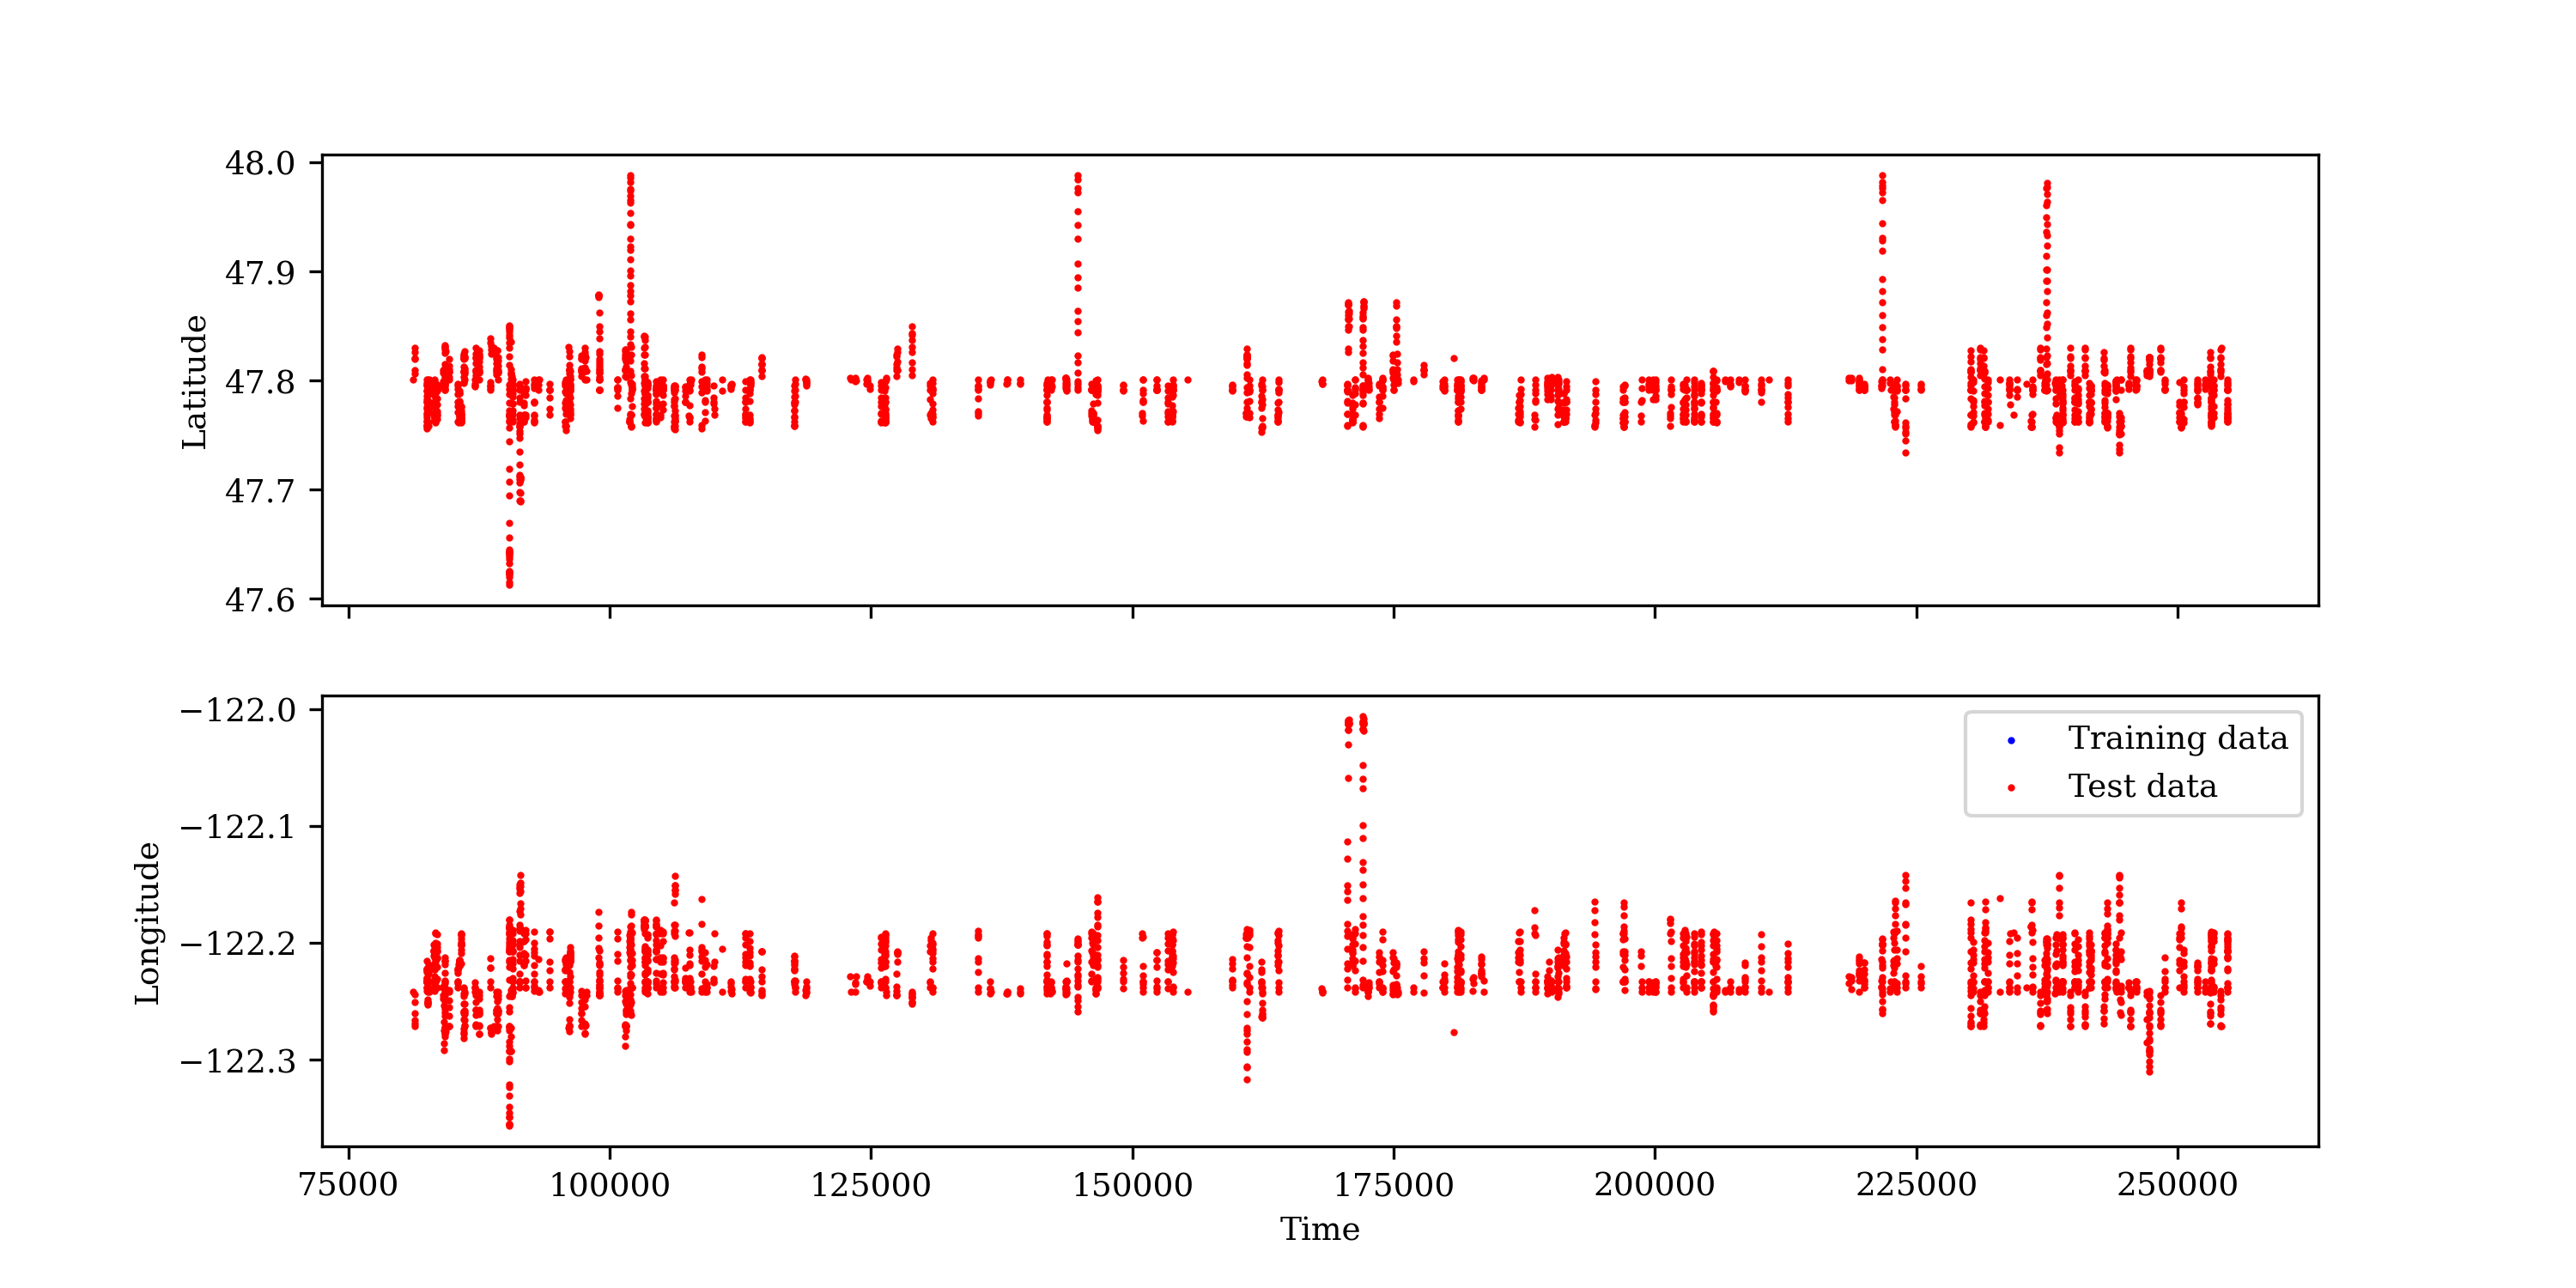 48.0
47.9
47.8
47.7
47.6
Latitude
−122.0
−122.1
−122.2
−122.3
Longitude
Training data
Test data
75000 100000 125000 150000 175000 200000 225000 250000
Time